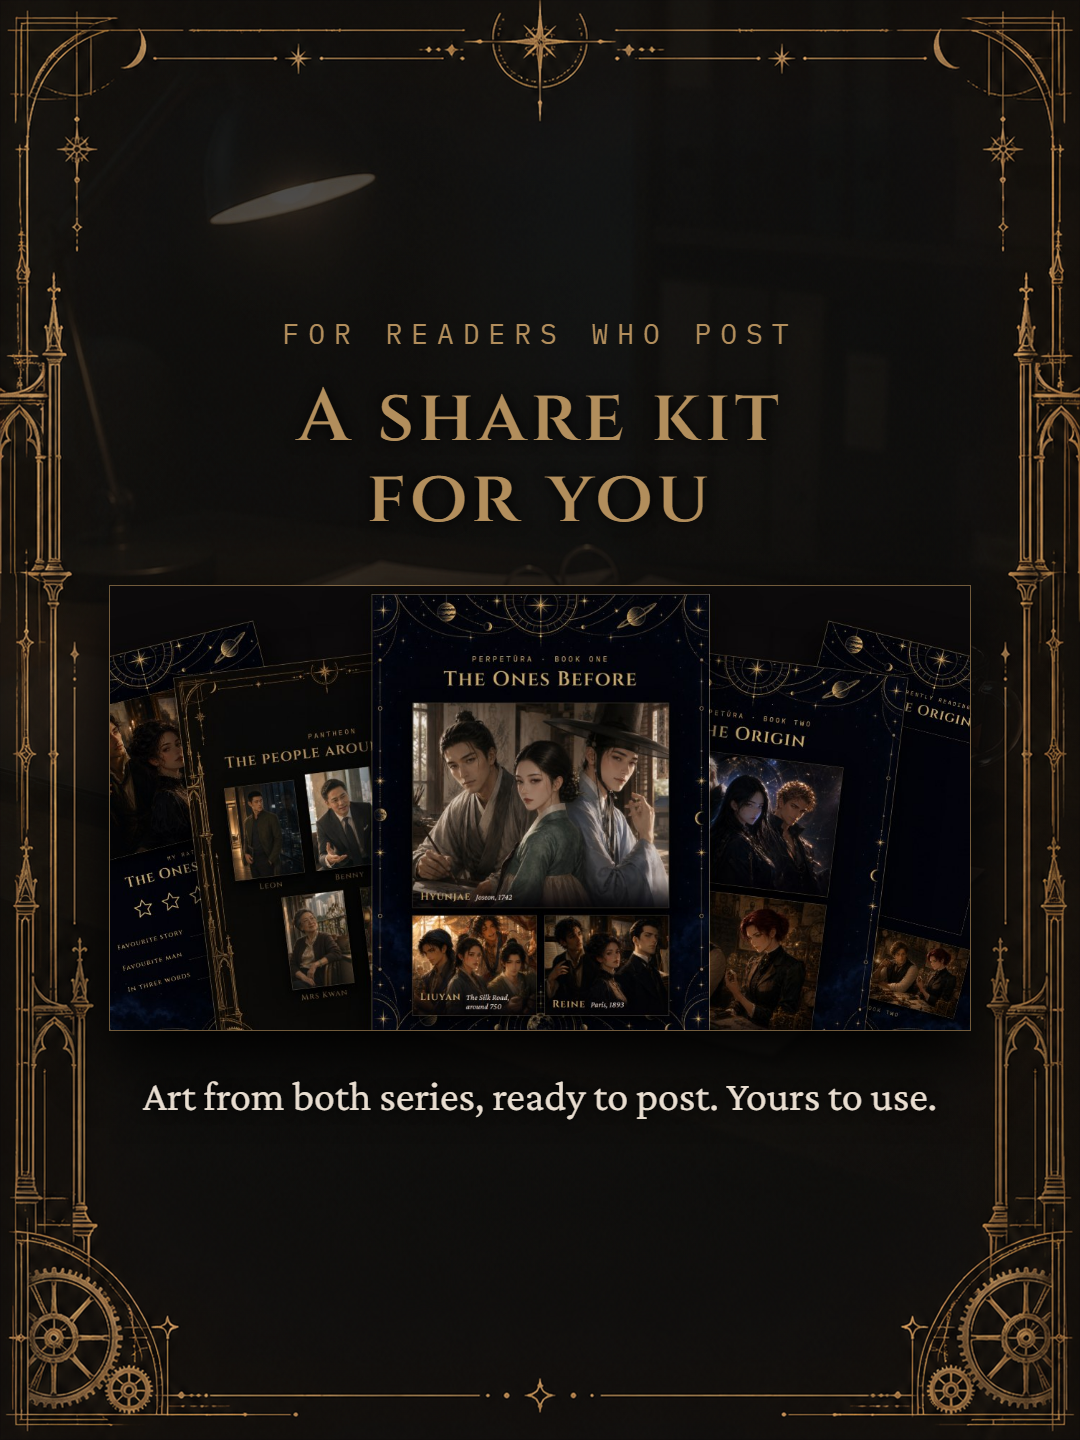 FOR READERS WHO POST
A SHARE KIT
FOR YOU
PERPETŪRA · BOOK ONE
THE ONES BEFORE
HYUNJAE Joseon, 1742
LIUYAN The Silk Road,
around 750
REINE Paris, 1893
THE ONES
FAVOURITE STORY
FAVOURITE MAN
IN THREE WORDS
PANTHEON
THE PEOPLE
LEON
BENNY
MRS KWAN
BOOK TWO
ORIGIN
READING
ORIGIN
TWO
Art from both series, ready to post. Yours to use.